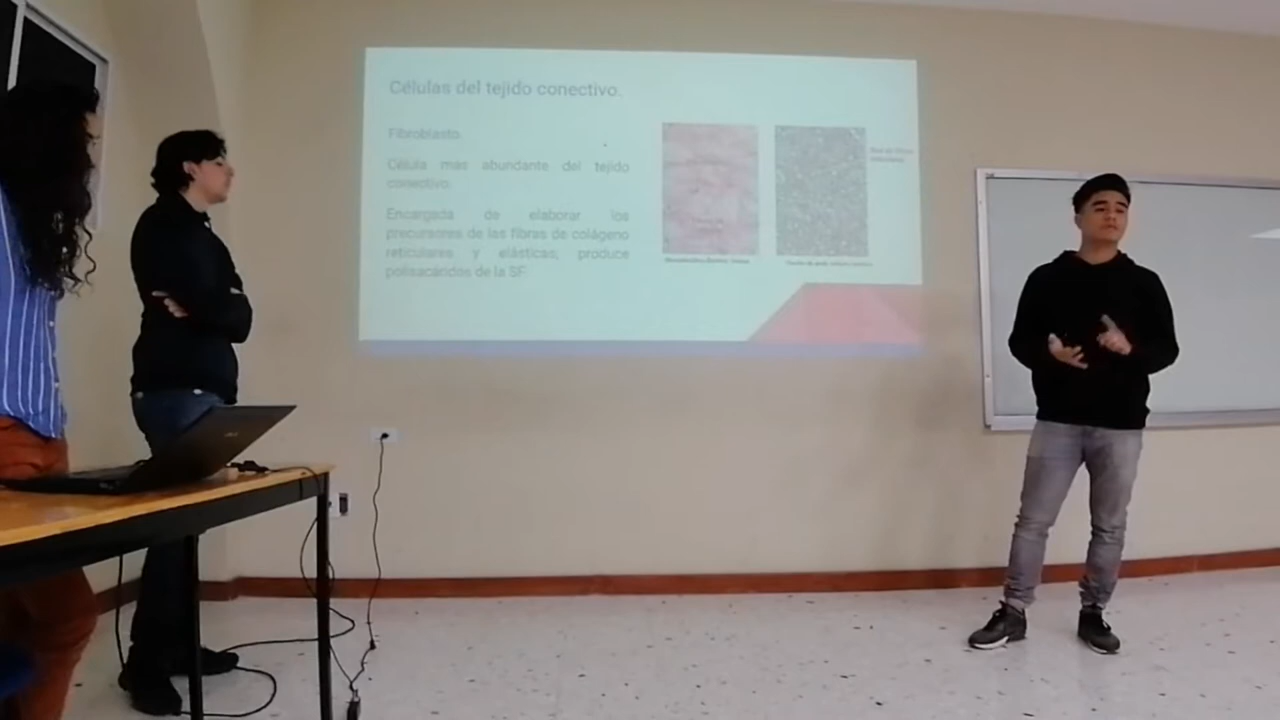 Células del tejido conectivo.
Fibroblasto.
Célula mas abundante del tejido
conectivo.
Encargada de elaborar los
precursores de las fibras de colágeno
reticulares y elásticas; produce
polisacáridos de la SF.